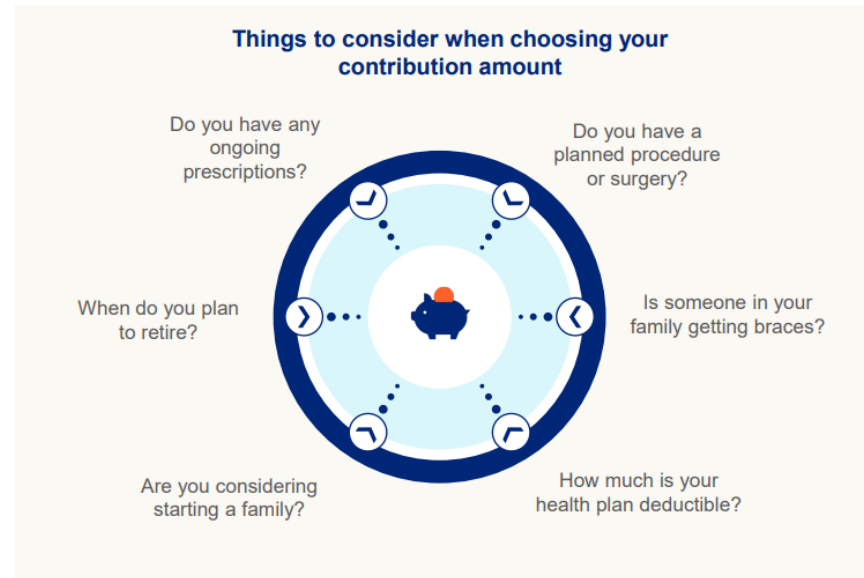 Things to consider when choosing your
contribution amount
Do you have any
ongoing
prescriptions?
Do you have a
planned procedure
or surgery?
When do you plan
to retire?
Is someone in your
family getting braces?
Are you considering
starting a family?
How much is your
health plan deductible?